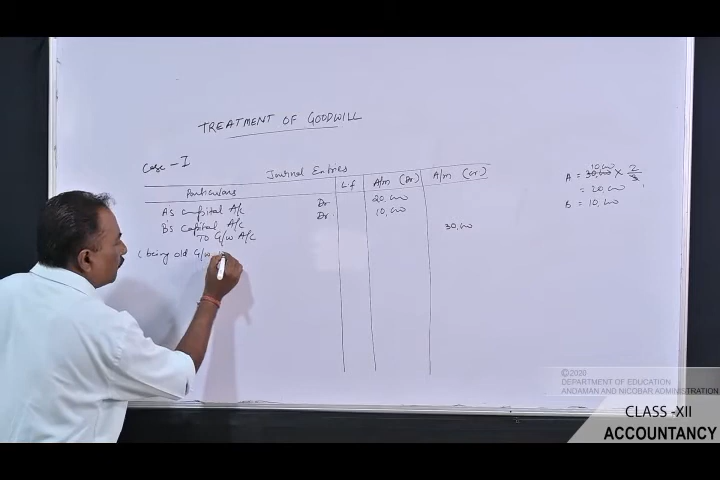 TREATMENT OF GOODWILL
Case - I
Journal Entries
Particulars L.f A/m (Dr) A/m (Cr)
A's capital A/c Dr 20,000
B's capital A/c Dr. 10,000
To G/w A/c 30,000
( being old G/w
10,000
A = 30,000 × 2/3
= 20,000
B = 10,000
©2020
DEPARTMENT OF EDUCATION
ANDAMAN AND NICOBAR ADMINISTRATION
CLASS -XII
ACCOUNTANCY